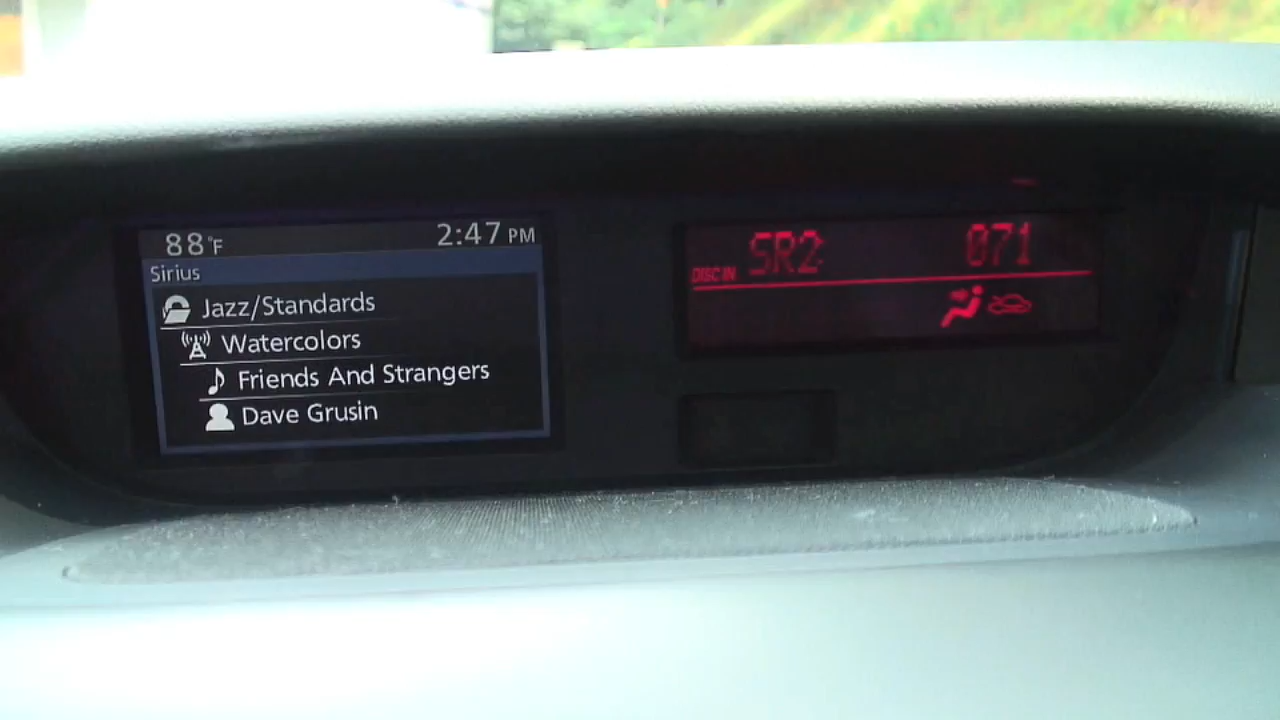 88°F 2:47 PM
Sirius
Jazz/Standards
Watercolors
Friends And Strangers
Dave Grusin
DISC IN SR2 071